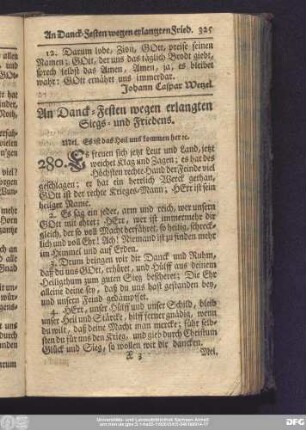 An Danck-Festen wegen erlangten Fried. 325
12. Darum lobe, Zion, GOtt, preise seinen
Namen; GOtt, der uns das täglich Brodt giebt,
sprech selbst das Amen, Amen, ja, es bleibet
wahr: GOtt ernährt uns immerdar.
Johann Caspar Wetzel.
An Danck-Festen wegen erlangten
Siegs- und Friedens.
Mel. Es ist das Heil uns kommen her ic.
280. Es freuen sich jetzt Leut und Land, jetzt
weichet Klag und Zagen; es hat des
Höchsten rechte Hand der Feinde viel
geschlagen; er hat ein herrlich Werck gethan,
GOtt ist der rechte Krieges-Mann; HErr ist sein
heilger Name.
2. Es sag ein jeder, arm und reich, wer unsern
GOtt mit ehret: HErr, wer ist immermehr dir
gleich, der so voll Macht herfähret, so heilig, schreck-
lich und voll Ehr! Ach! Niemand ist zu finden mehr
im Himmel und auf Erden.
3. Drum bringen wir dir Danck und Ruhm,
daß du uns GOtt, erhöret, und Hülff aus deinem
Heiligthum zum guten Sieg bescheret; Die Ehr
alleine deine sey, daß du uns hast gestanden bey,
und unsern Feind gedämpfet.
4. HErr, unser Hülff und unser Schild, bleib
unser Heil und Stärcke, hilff ferner gnädig, wenn
du wilt, daß deine Macht man mercke; führ selb-
sten du für uns den Krieg, und gieb durch Christum
Glück und Sieg, so wollen wir dir dancken.
X 3 Mel.